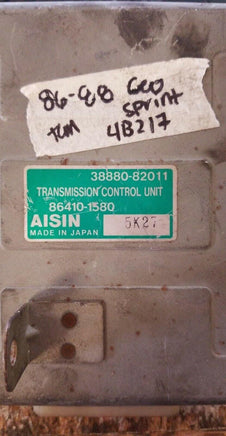 86-88 Geo
Sprint
TCM 4B217
38880-82011
TRANSMISSION CONTROL UNIT
86410-1580
AISIN 5K27
MADE IN JAPAN